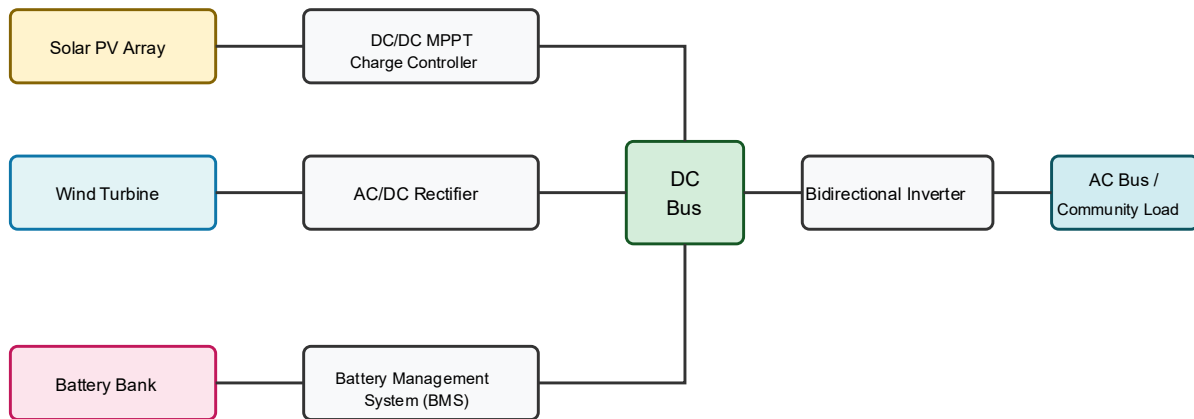 Solar PV Array
DC/DC MPPT
Charge Controller
Wind Turbine
AC/DC Rectifier
DC
Bus
Bidirectional Inverter
AC Bus /
Community Load
Battery Bank
Battery Management
System (BMS)